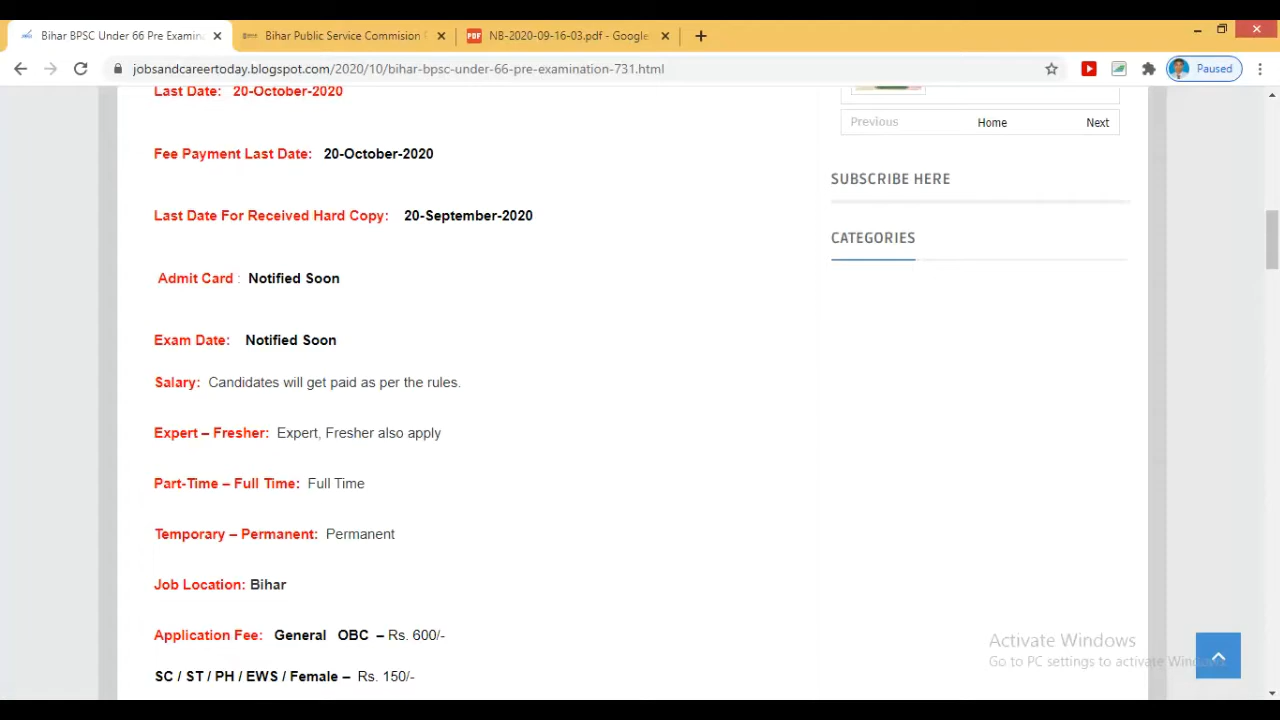 Bihar BPSC Under 66 Pre Examin
Bihar Public Service Commision
NB-2020-09-16-03.pdf - Google
jobsandcareertoday.blogspot.com/2020/10/bihar-bpsc-under-66-pre-examination-731.html
Paused
Last Date: 20-October-2020
Fee Payment Last Date: 20-October-2020
Last Date For Received Hard Copy: 20-September-2020
Admit Card : Notified Soon
Exam Date: Notified Soon
Salary: Candidates will get paid as per the rules.
Expert – Fresher: Expert, Fresher also apply
Part-Time – Full Time: Full Time
Temporary – Permanent: Permanent
Job Location: Bihar
Application Fee: General OBC – Rs. 600/-
SC / ST / PH / EWS / Female – Rs. 150/-
Previous Home Next
SUBSCRIBE HERE
CATEGORIES
Activate Windows
Go to PC settings to activate Windows.